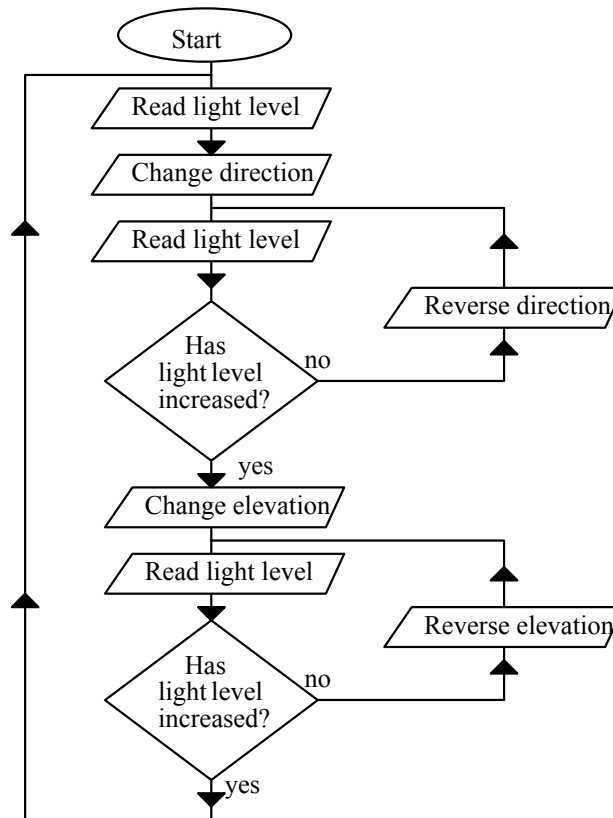 Start
Read light level
Change direction
Read light level
Reverse direction
Has
light level
increased?
no
yes
Change elevation
Read light level
Reverse elevation
Has
light level
increased?
no
yes